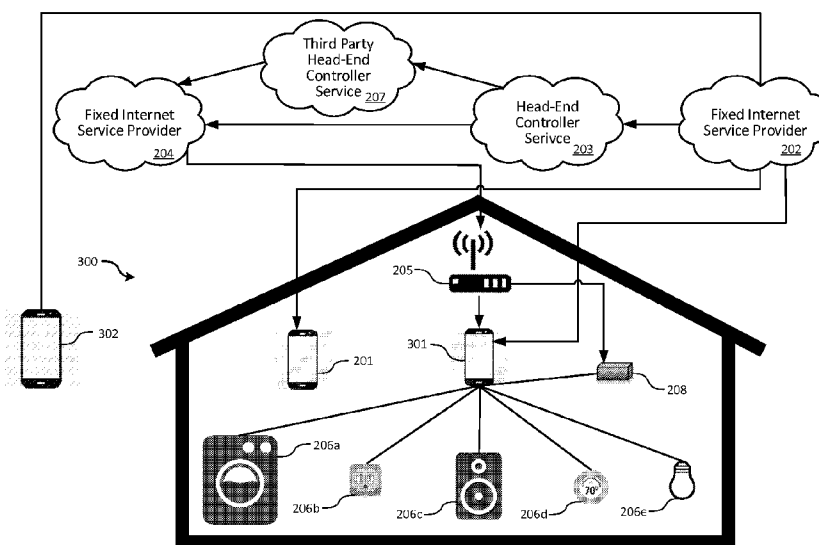 Third Party
Head-End
Controller
Service 207
Fixed Internet
Service Provider
204
Head-End
Controller
Serivce
203
Fixed Internet
Service Provider
202
300
205
302
201
301
208
206a
206b
206c
70°
206d
206e